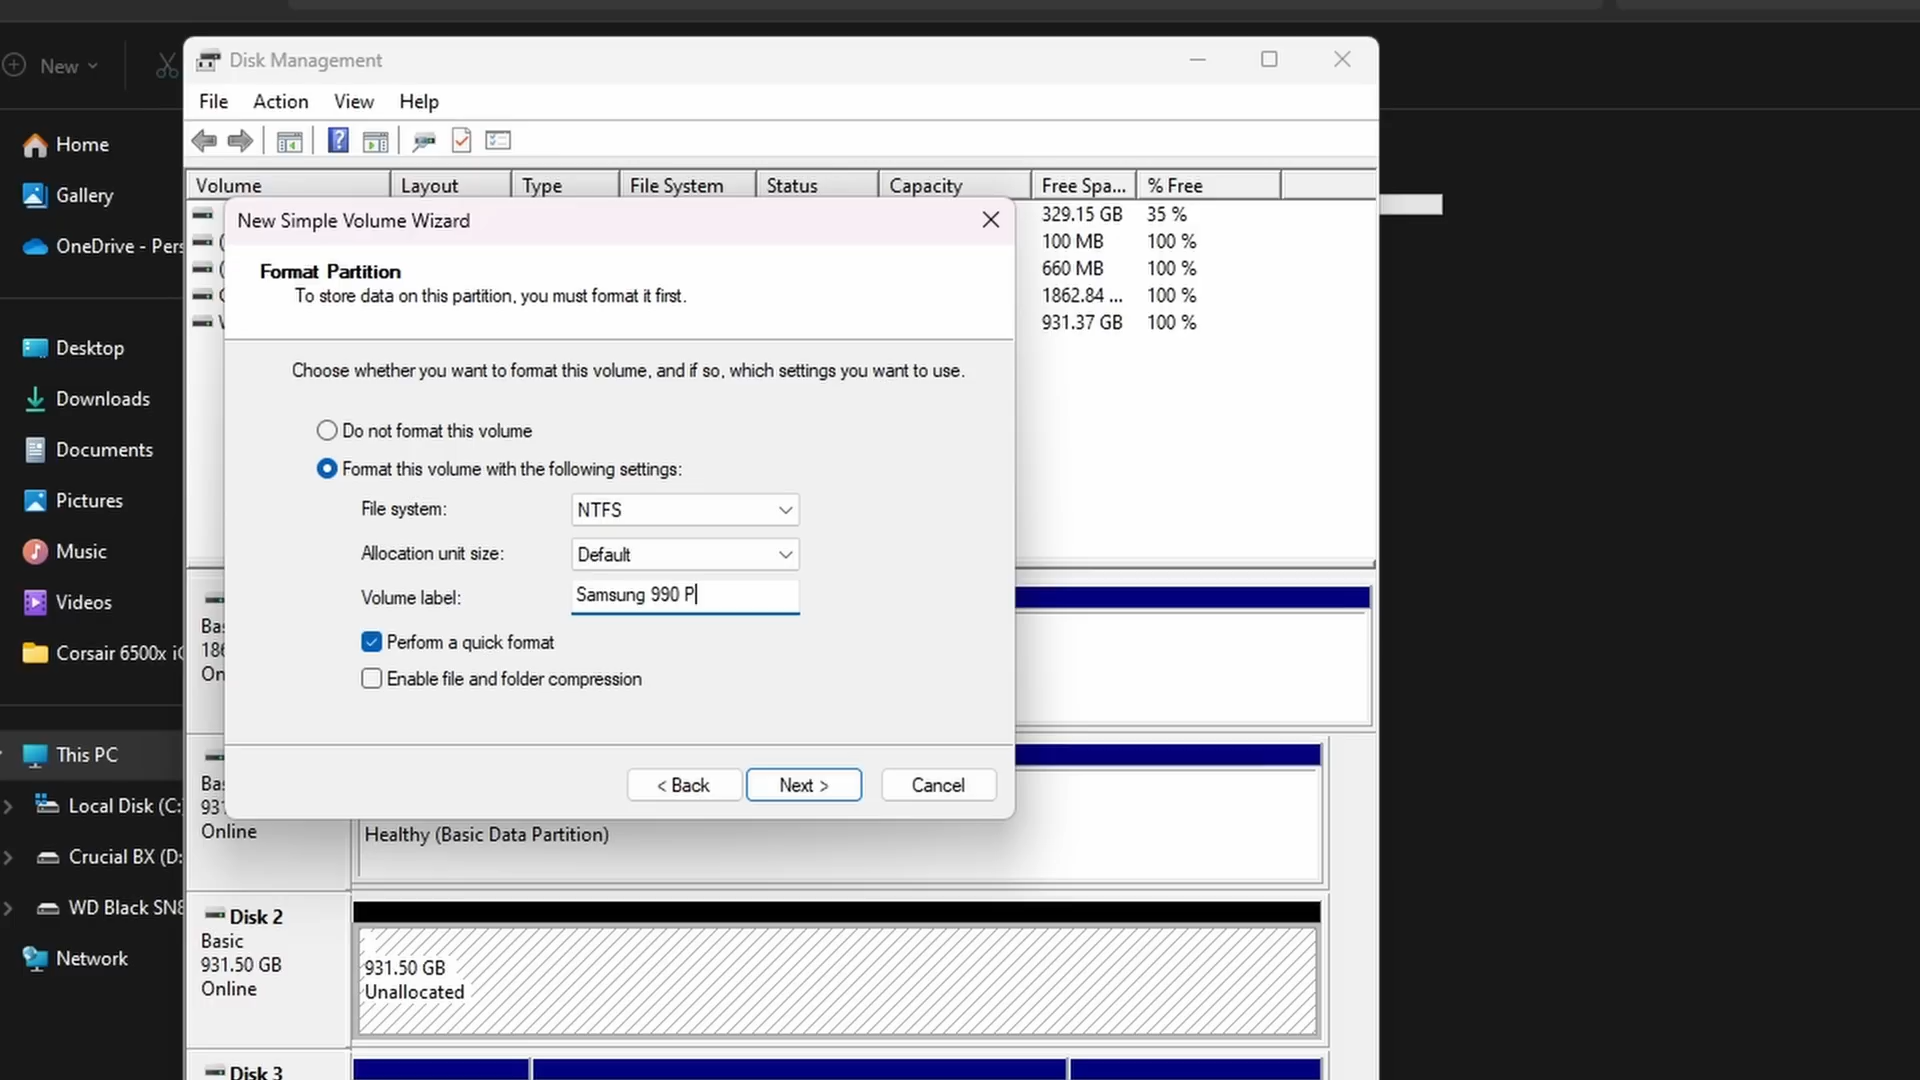 New
Disk Management
File Action View Help
Home
Gallery
OneDrive - Pers
Desktop
Downloads
Documents
Pictures
Music
Videos
Corsair 6500x
This PC
Local Disk (C:
Crucial BX (D:
WD Black SN8
Network
Volume Layout Type File System Status Capacity Free Spa... % Free
329.15 GB 35 %
100 MB 100 %
660 MB 100 %
1862.84 ... 100 %
931.37 GB 100 %
New Simple Volume Wizard
Format Partition
To store data on this partition, you must format it first.
Choose whether you want to format this volume, and if so, which settings you want to use.
Do not format this volume
Format this volume with the following settings:
File system: NTFS
Allocation unit size: Default
Volume label: Samsung 990 P
Perform a quick format
Enable file and folder compression
< Back Next > Cancel
Bas
186
On
Bas
931
Online
Healthy (Basic Data Partition)
Disk 2
Basic
931.50 GB
Online
931.50 GB
Unallocated
Disk 3